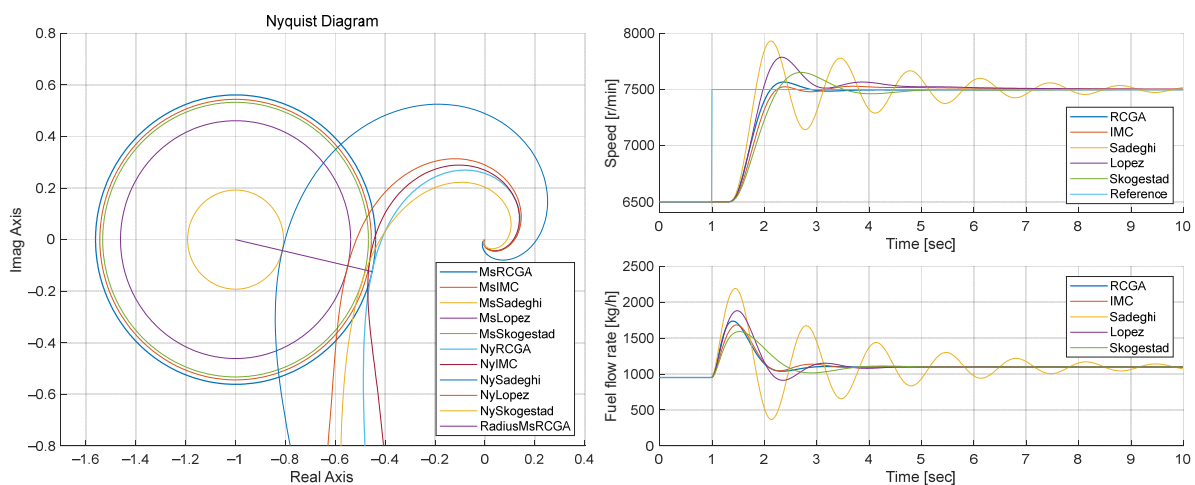 Nyquist Diagram
0.8
0.6
0.4
0.2
0
–0.2
–0.4
–0.6
–0.8
Imag Axis
–1.6 –1.4 –1.2 –1 –0.8 –0.6 –0.4 –0.2 0 0.2 0.4
Real Axis
MsRCGA
MsIMC
MsSadeghi
MsLopez
MsSkogestad
NyRCGA
NyIMC
NySadeghi
NyLopez
NySkogestad
RadiusMsRCGA
8000
7500
7000
6500
Speed [r/min]
0 1 2 3 4 5 6 7 8 9 10
Time [sec]
RCGA
IMC
Sadeghi
Lopez
Skogestad
Reference
2500
2000
1500
1000
500
0
Fuel flow rate [kg/h]
0 1 2 3 4 5 6 7 8 9 10
Time [sec]
RCGA
IMC
Sadeghi
Lopez
Skogestad